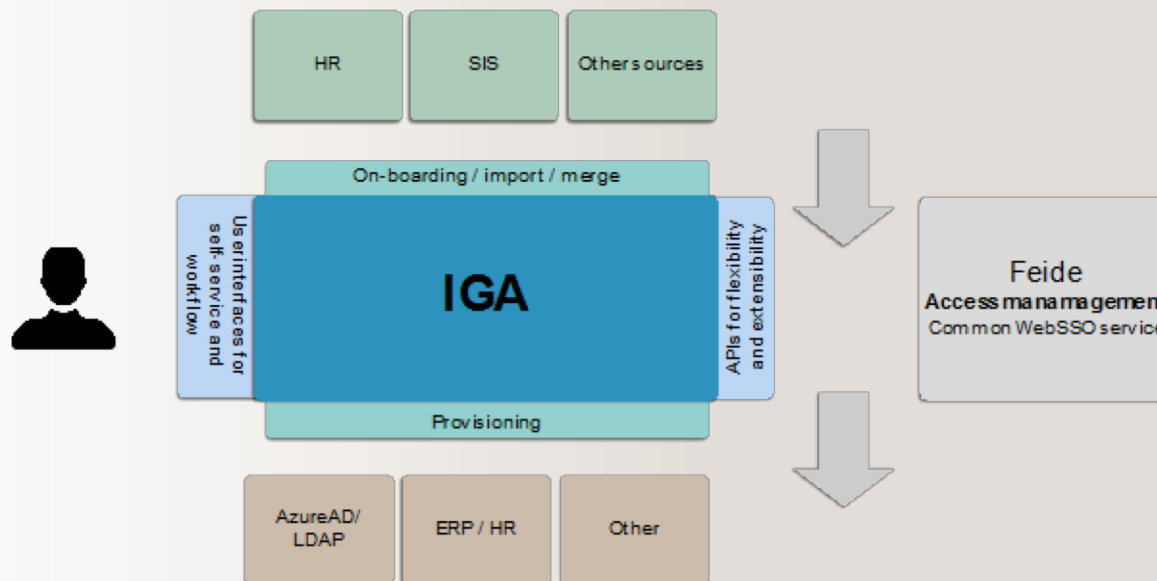 HR
SIS
Other sources
On-boarding / import / merge
User interfaces for
self-service and
workflow
IGA
APIs for flexibility
and extensibility
Feide
Access manamagemen
Common WebSSO service
Provisioning
AzureAD/
LDAP
ERP / HR
Other